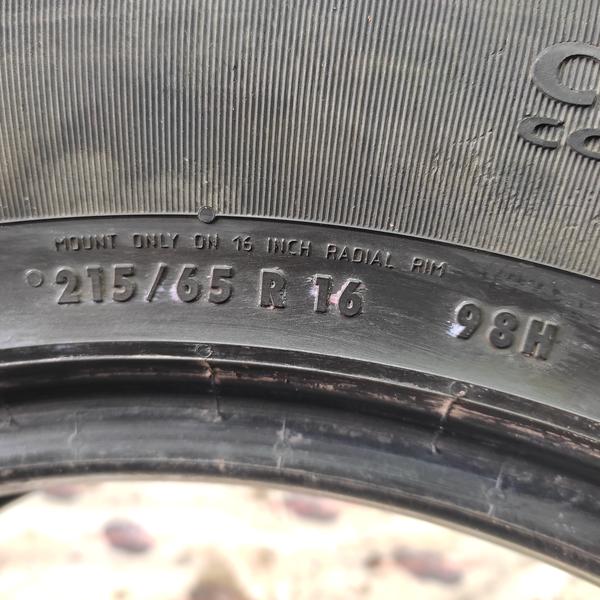 MOUNT ONLY ON 16 INCH RADIAL RIM
215/65 R 16 98H